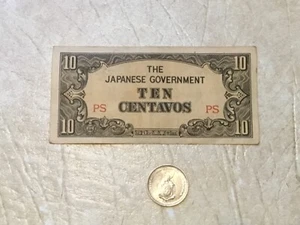 10 THE 10
JAPANESE GOVERNMENT
TEN
PS CENTAVOS PS
10 10